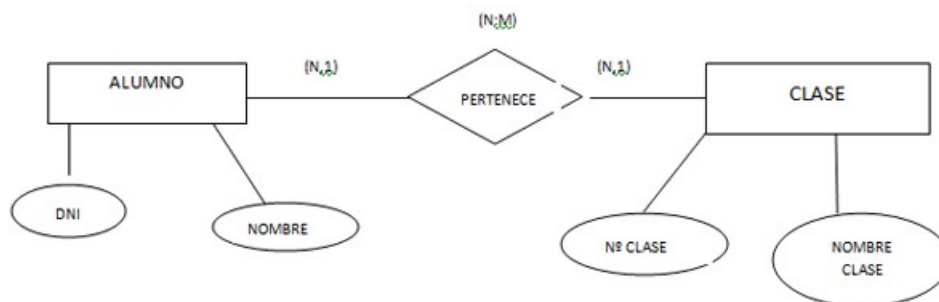 (N:M)
ALUMNO
(N,1)
PERTENECE
(N,1)
CLASE
DNI
NOMBRE
Nº CLASE
NOMBRE
CLASE